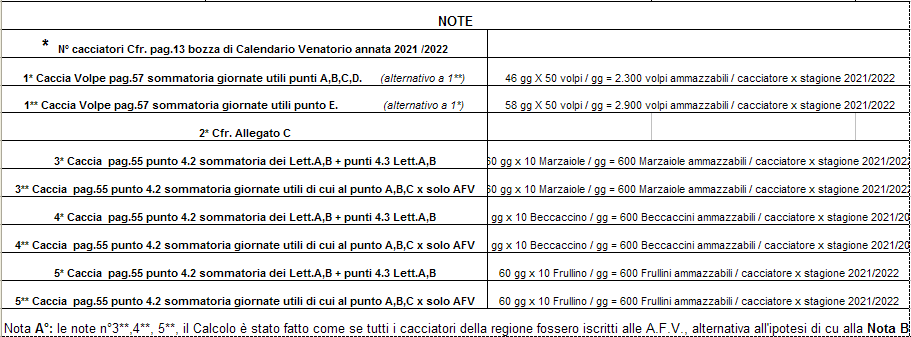 NOTE
* N° cacciatori Cfr. pag.13 bozza di Calendario Venatorio annata 2021 /2022
1* Caccia Volpe pag.57 sommatoria giornate utili punti A,B,C,D. (alternativo a 1**) 46 gg X 50 volpi / gg = 2.300 volpi ammazzabili / cacciatore x stagione 2021/2022
1** Caccia Volpe pag.57 sommatoria giornate utili punto E. (alternativo a 1*) 58 gg X 50 volpi / gg = 2.900 volpi ammazzabili / cacciatore x stagione 2021/2022
2* Cfr. Allegato C
3* Caccia pag.55 punto 4.2 sommatoria dei Lett.A,B + punti 4.3 Lett.A,B 60 gg x 10 Marzaiole / gg = 600 Marzaiole ammazzabili / cacciatore x stagione 2021/202
3** Caccia pag.55 punto 4.2 sommatoria giornate utili di cui al punto A,B,C x solo AFV 60 gg x 10 Marzaiole / gg = 600 Marzaiole ammazzabili / cacciatore x stagione 2021/202
4* Caccia pag.55 punto 4.2 sommatoria dei Lett.A,B + punti 4.3 Lett.A,B gg x 10 Beccaccino / gg = 600 Beccaccini ammazzabili / cacciatore x stagione 2021/20
4** Caccia pag.55 punto 4.2 sommatoria giornate utili di cui al punto A,B,C x solo AFV gg x 10 Beccaccino / gg = 600 Beccaccini ammazzabili / cacciatore x stagione 2021/20
5* Caccia pag.55 punto 4.2 sommatoria dei Lett.A,B + punti 4.3 Lett.A,B 60 gg x 10 Frullino / gg = 600 Frullini ammazzabili / cacciatore x stagione 2021/2022
5** Caccia pag.55 punto 4.2 sommatoria giornate utili di cui al punto A,B,C x solo AFV 60 gg x 10 Frullino / gg = 600 Frullini ammazzabili / cacciatore x stagione 2021/2022
Nota A°: le note n°3**,4**, 5**, il Calcolo è stato fatto come se tutti i cacciatori della regione fossero iscritti alle A.F.V., alternativa all'ipotesi di cu alla Nota B